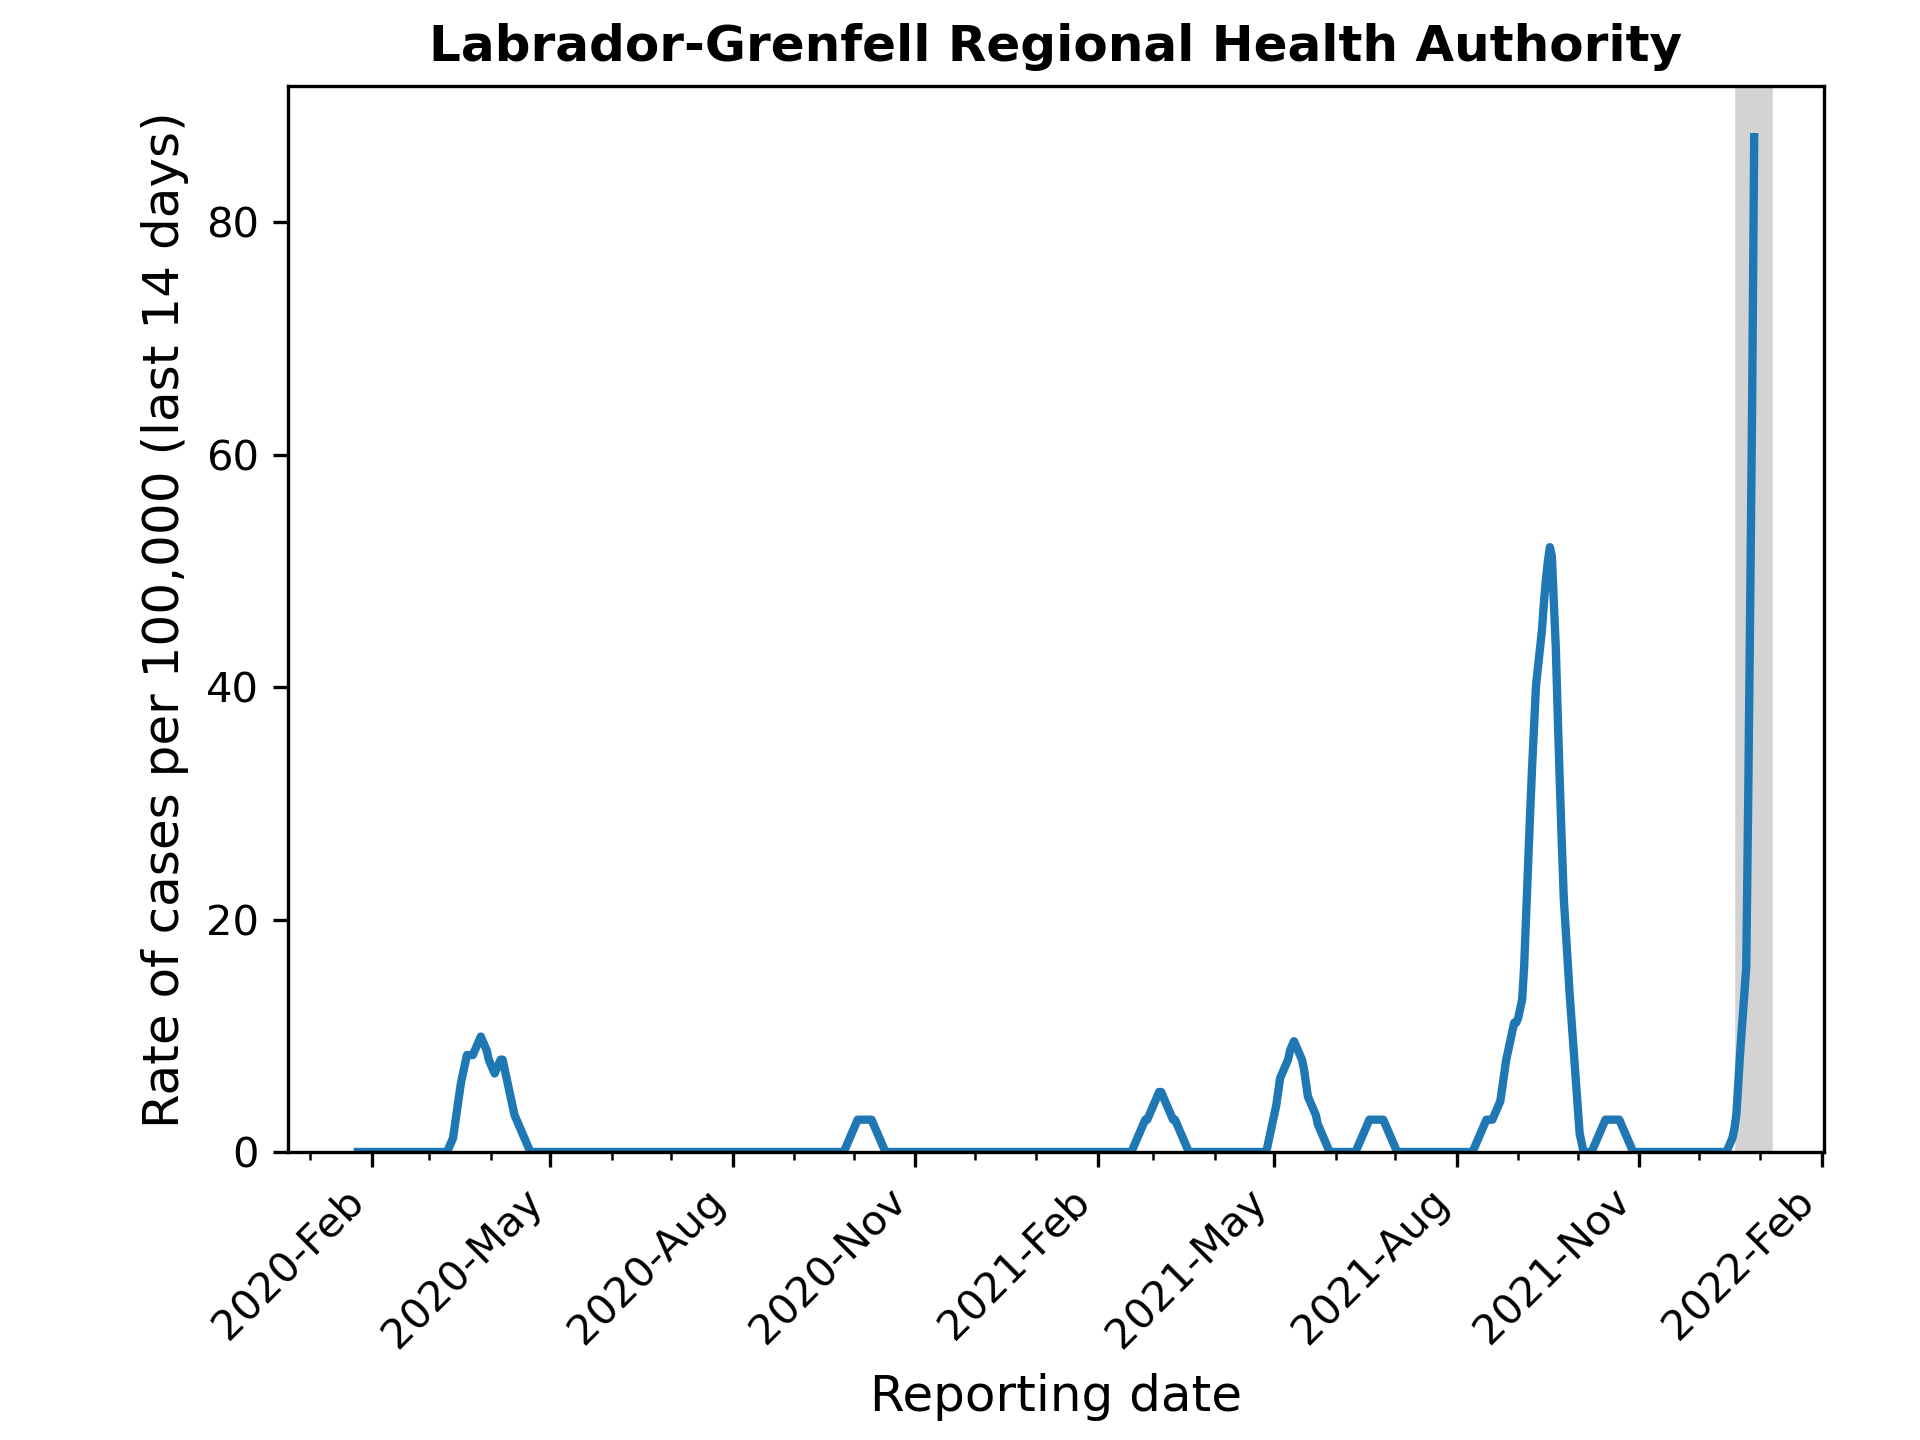 Labrador-Grenfell Regional Health Authority
Rate of cases per 100,000 (last 14 days)
80
60
40
20
0
2020-Feb
2020-May
2020-Aug
2020-Nov
2021-Feb
2021-May
2021-Aug
2021-Nov
2022-Feb
Reporting date